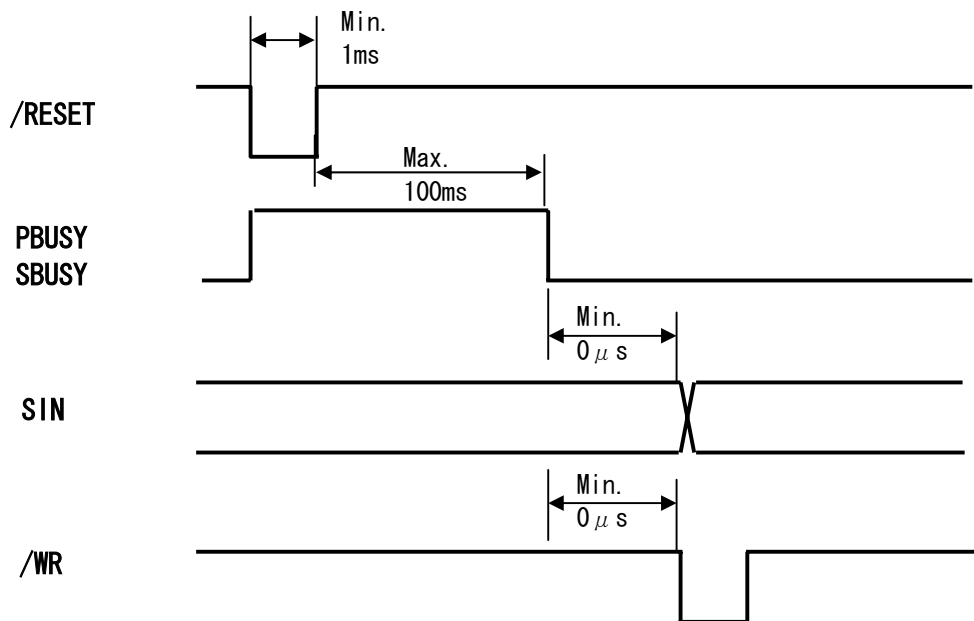 Min.
1ms
/RESET
Max.
100ms
PBUSY
SBUSY
Min.
0μs
SIN
Min.
0μs
/WR